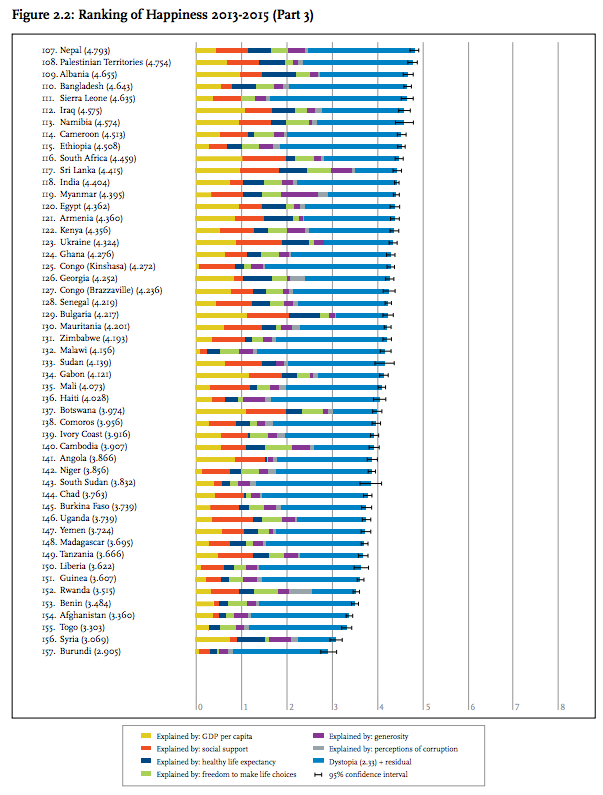 Figure 2.2: Ranking of Happiness 2013-2015 (Part 3)
107. Nepal (4.793)
108. Palestinian Territories (4.754)
109. Albania (4.655)
110. Bangladesh (4.643)
111. Sierra Leone (4.635)
112. Iraq (4.575)
113. Namibia (4.574)
114. Cameroon (4.513)
115. Ethiopia (4.508)
116. South Africa (4.459)
117. Sri Lanka (4.415)
118. India (4.404)
119. Myanmar (4.395)
120. Egypt (4.362)
121. Armenia (4.360)
122. Kenya (4.356)
123. Ukraine (4.324)
124. Ghana (4.276)
125. Congo (Kinshasa) (4.272)
126. Georgia (4.252)
127. Congo (Brazzaville) (4.236)
128. Senegal (4.219)
129. Bulgaria (4.217)
130. Mauritania (4.201)
131. Zimbabwe (4.193)
132. Malawi (4.156)
133. Sudan (4.139)
134. Gabon (4.121)
135. Mali (4.073)
136. Haiti (4.028)
137. Botswana (3.974)
138. Comoros (3.956)
139. Ivory Coast (3.916)
140. Cambodia (3.907)
141. Angola (3.866)
142. Niger (3.856)
143. South Sudan (3.832)
144. Chad (3.763)
145. Burkina Faso (3.739)
146. Uganda (3.739)
147. Yemen (3.724)
148. Madagascar (3.695)
149. Tanzania (3.666)
150. Liberia (3.622)
151. Guinea (3.607)
152. Rwanda (3.515)
153. Benin (3.484)
154. Afghanistan (3.360)
155. Togo (3.303)
156. Syria (3.069)
157. Burundi (2.905)
0 1 2 3 4 5 6 7 8
Explained by: GDP per capita
Explained by: social support
Explained by: healthy life expectancy
Explained by: freedom to make life choices
Explained by: generosity
Explained by: perceptions of corruption
Dystopia (2.33) + residual
95% confidence interval